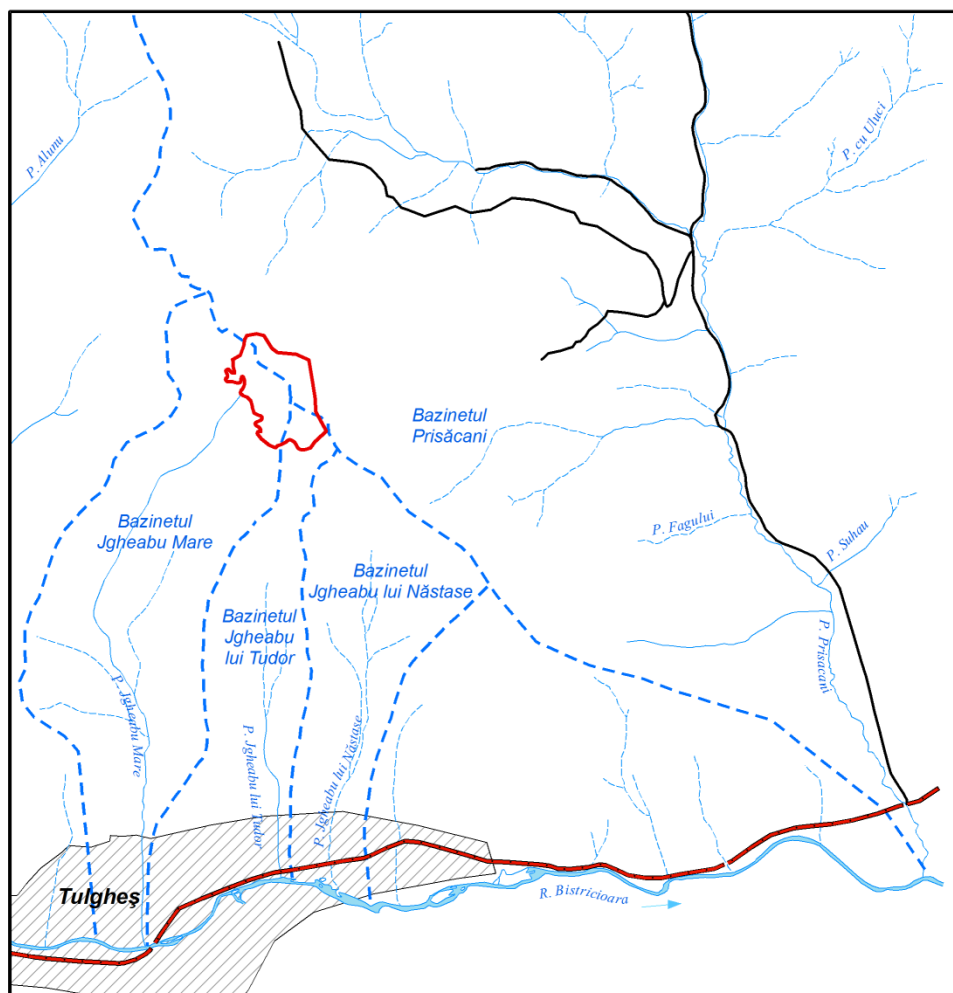 P. Alunu
P. cu Uluci
Bazinetul
Prisăcani
Bazinetul
Jgheabu Mare
P. Fagului
P. Suhau
Bazinetul
Jgheabu lui Năstase
Bazinetul
Jgheabu
lui Tudor
P. Prisacani
P. Jgheabu Mare
P. Jgheabu lui Tudor
P. Jgheabu lui Năstase
Tulgheş
R. Bistricioara